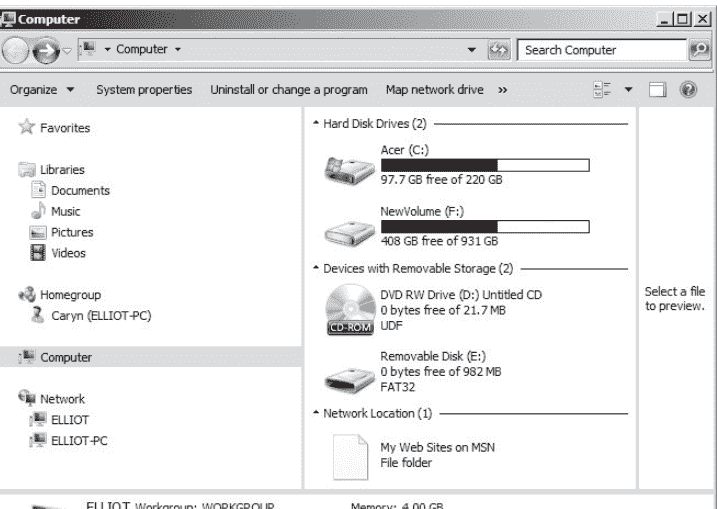 Computer
Computer
Search Computer
Organize
System properties
Uninstall or change a program
Map network drive
»
Favorites
Libraries
Documents
Music
Pictures
Videos
Homegroup
Caryn (ELLIOT-PC)
Computer
Network
ELLIOT
ELLIOT-PC
Hard Disk Drives (2)
Acer (C:)
97.7 GB free of 220 GB
NewVolume (F:)
408 GB free of 931 GB
Devices with Removable Storage (2)
DVD RW Drive (D:) Untitled CD
0 bytes free of 21.7 MB
UDF
CD-ROM
Removable Disk (E:)
0 bytes free of 982 MB
FAT32
Network Location (1)
My Web Sites on MSN
File folder
Select a file
to preview.
ELLIOT Workgroup: WORKGROUP
Memory: 4.00 GB